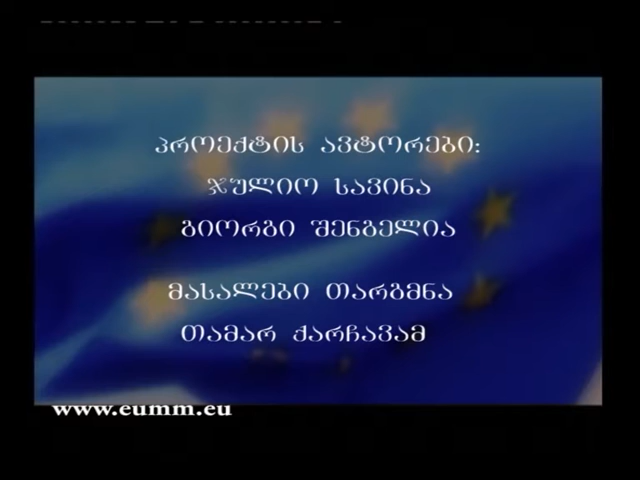 პროექტის ავტორები:
ჯულიო სავინა
გიორგი შენგელია
მასალები თარგმნა
თამარ ქარჩავამ
www.eumm.eu